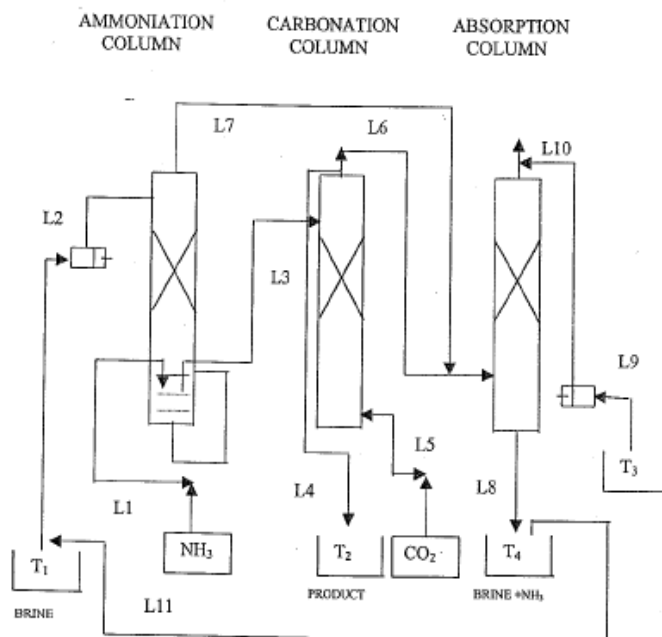 AMMONIATION
COLUMN
CARBONATION
COLUMN
ABSORPTION
COLUMN
L7
L6
L10
L2
L3
L9
L5
T3
L1
L4
L8
NH₃
T₁
T₂
CO₂
T₄
BRINE
L11
PRODUCT
BRINE +NH₃